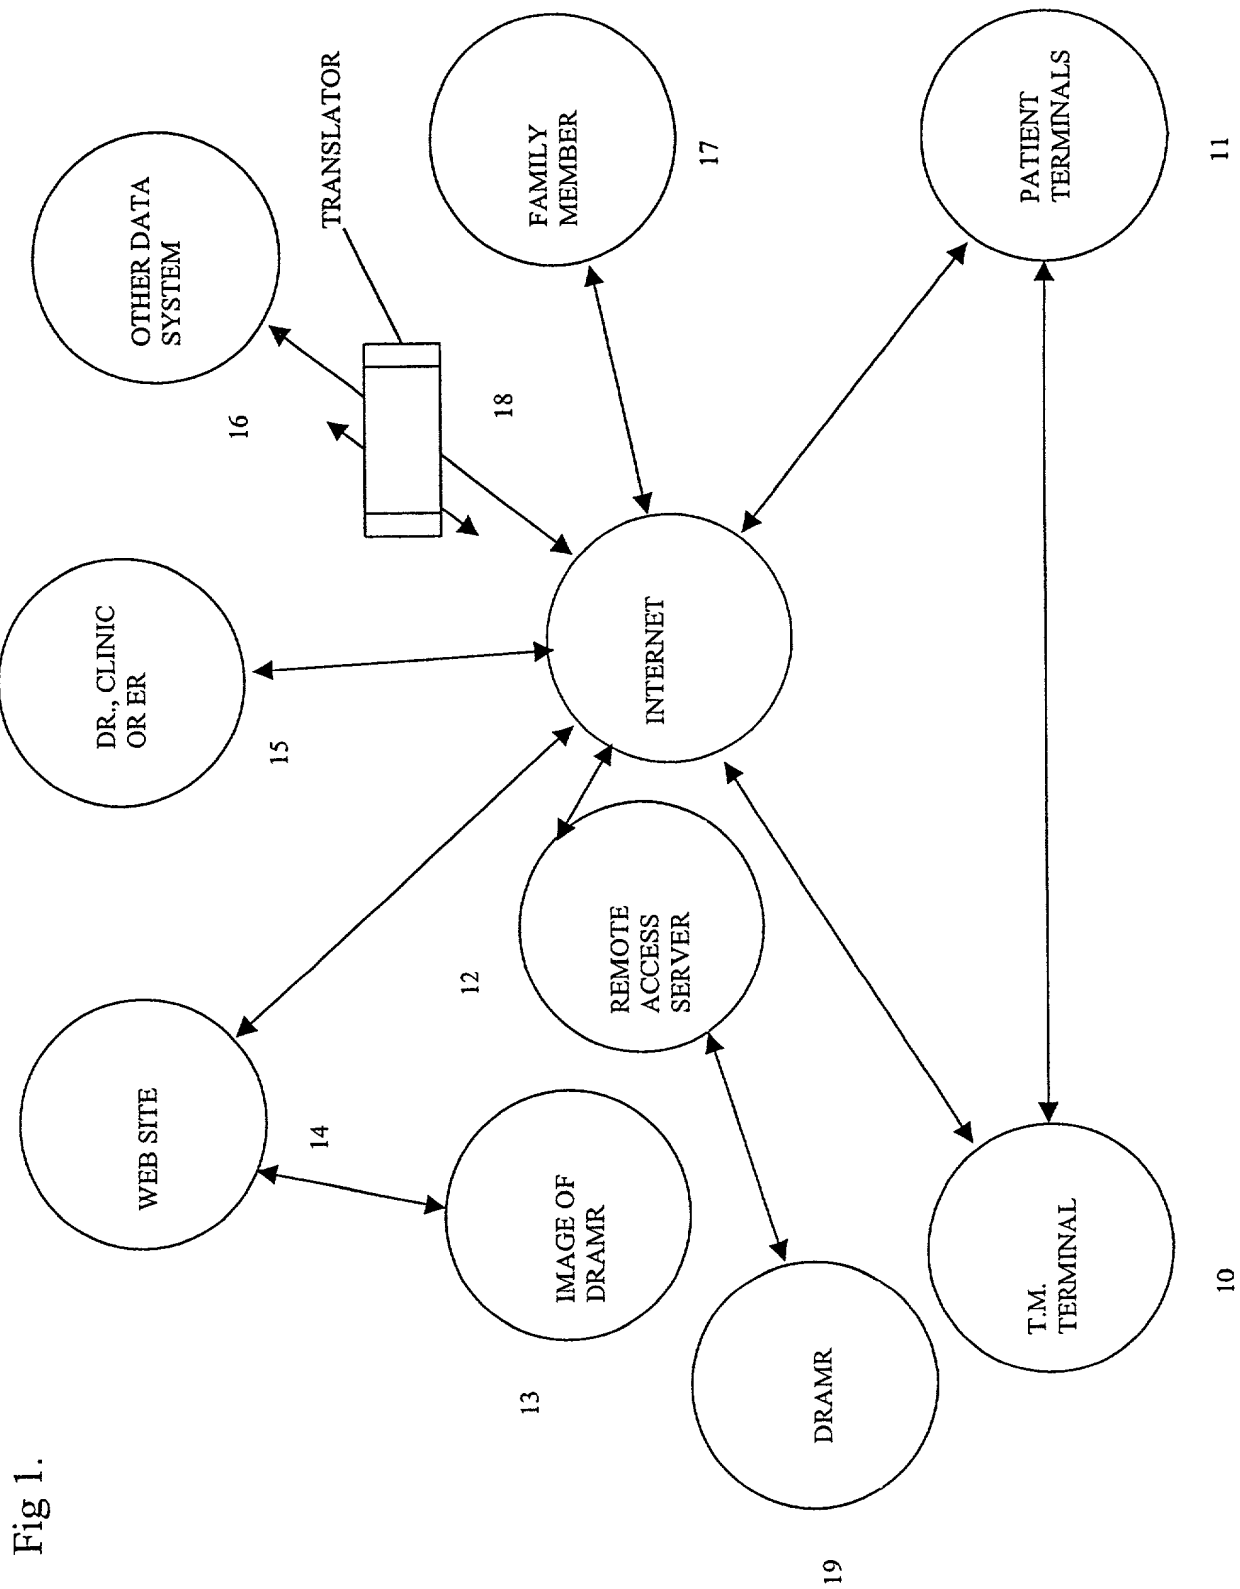 Fig 1.
WEB SITE
14
DR., CLINIC
OR ER
15
OTHER DATA
SYSTEM
16
TRANSLATOR
18
FAMILY
MEMBER
17
IMAGE OF
DRAMR
13
REMOTE
ACCESS
SERVER
12
INTERNET
DRAMR
19
T.M.
TERMINAL
10
PATIENT
TERMINALS
11